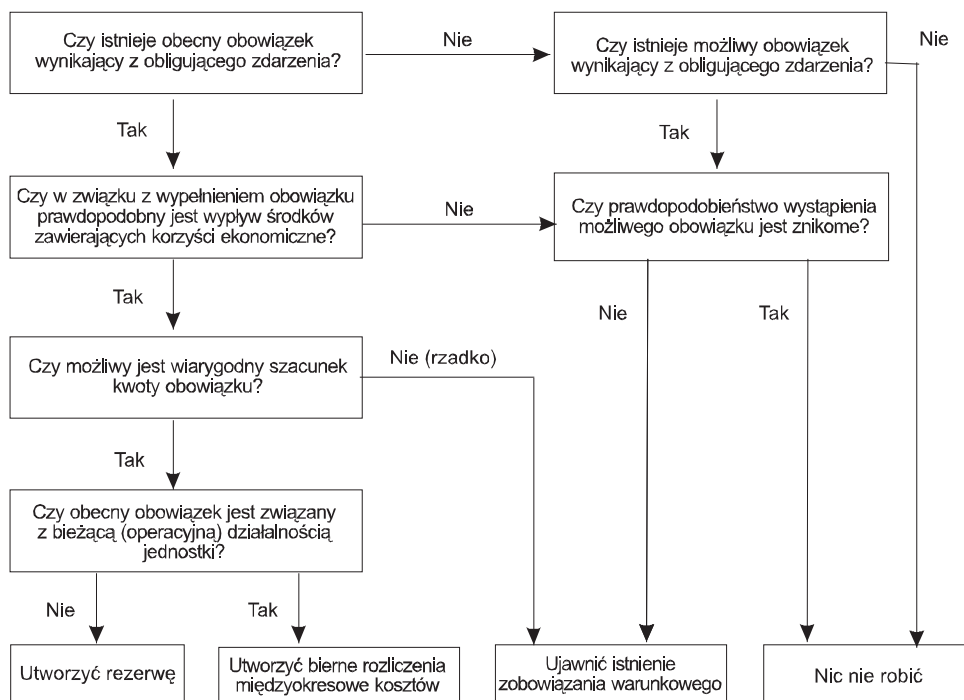 Czy istnieje obecny obowiązek
wynikający z obligującego zdarzenia?
Nie
Czy istnieje możliwy obowiązek
wynikający z obligującego zdarzenia?
Nie
Tak
Tak
Czy w związku z wypełnieniem obowiązku
prawdopodobny jest wypływ środków
zawierających korzyści ekonomiczne?
Nie
Czy prawdopodobieństwo wystąpienia
możliwego obowiązku jest znikome?
Tak
Nie
Tak
Czy możliwy jest wiarygodny szacunek
kwoty obowiązku?
Nie (rzadko)
Tak
Czy obecny obowiązek jest związany
z bieżącą (operacyjną) działalnością
jednostki?
Nie
Tak
Utworzyć rezerwę
Utworzyć bierne rozliczenia
międzyokresowe kosztów
Ujawnić istnienie
zobowiązania warunkowego
Nic nie robić